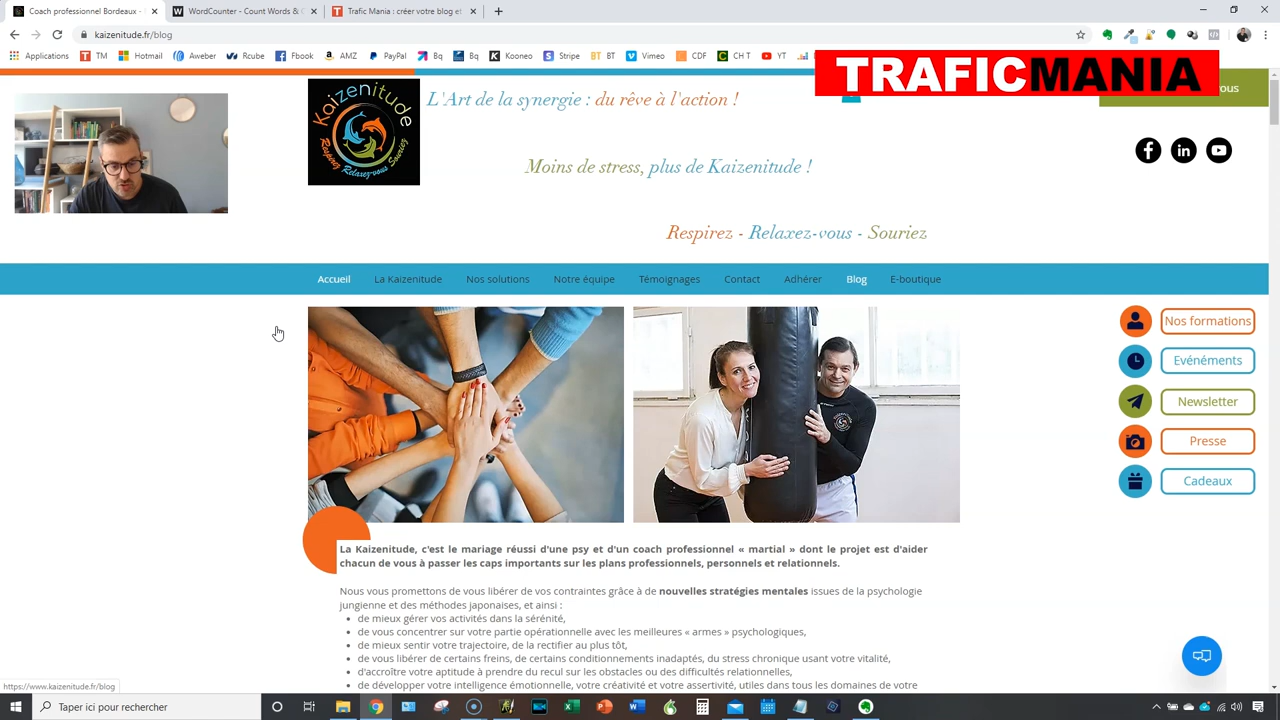 Coach professionnel Bordeaux -
WordCounter - Count Words & C
Trafic Mania : créer votre blog et
kaizenitude.fr/blog
Applications
TM
Hotmail
Aweber
Rcube
Fbook
AMZ
PayPal
Bq
Bq
Kooneo
Stripe
BT
BT
Vimeo
CDF
CH T
YT
TRAFICMANIA
ous
Kaizenitude
Respirez Relaxez-vous Souriez
L'Art de la synergie : du rêve à l'action !
Moins de stress, plus de Kaizenitude !
Respirez - Relaxez-vous - Souriez
Accueil
La Kaizenitude
Nos solutions
Notre équipe
Témoignages
Contact
Adhérer
Blog
E-boutique
Nos formations
Evénéments
Newsletter
Presse
Cadeaux
La Kaizenitude, c'est le mariage réussi d'une psy et d'un coach professionnel « martial » dont le projet est d'aider
chacun de vous à passer les caps importants sur les plans professionnels, personnels et relationnels.
Nous vous promettons de vous libérer de vos contraintes grâce à de nouvelles stratégies mentales issues de la psychologie
jungienne et des méthodes japonaises, et ainsi :
• de mieux gérer vos activités dans la sérénité,
• de vous concentrer sur votre partie opérationnelle avec les meilleures « armes » psychologiques,
• de mieux sentir votre trajectoire, de la rectifier au plus tôt,
• de vous libérer de certains freins, de certains conditionnements inadaptés, du stress chronique usant votre vitalité,
• d'accroître votre aptitude à prendre du recul sur les obstacles ou des difficultés relationnelles,
• de développer votre intelligence émotionnelle, votre créativité et votre assertivité, utiles dans tous les domaines de votre
https://www.kaizenitude.fr/blog
Taper ici pour rechercher